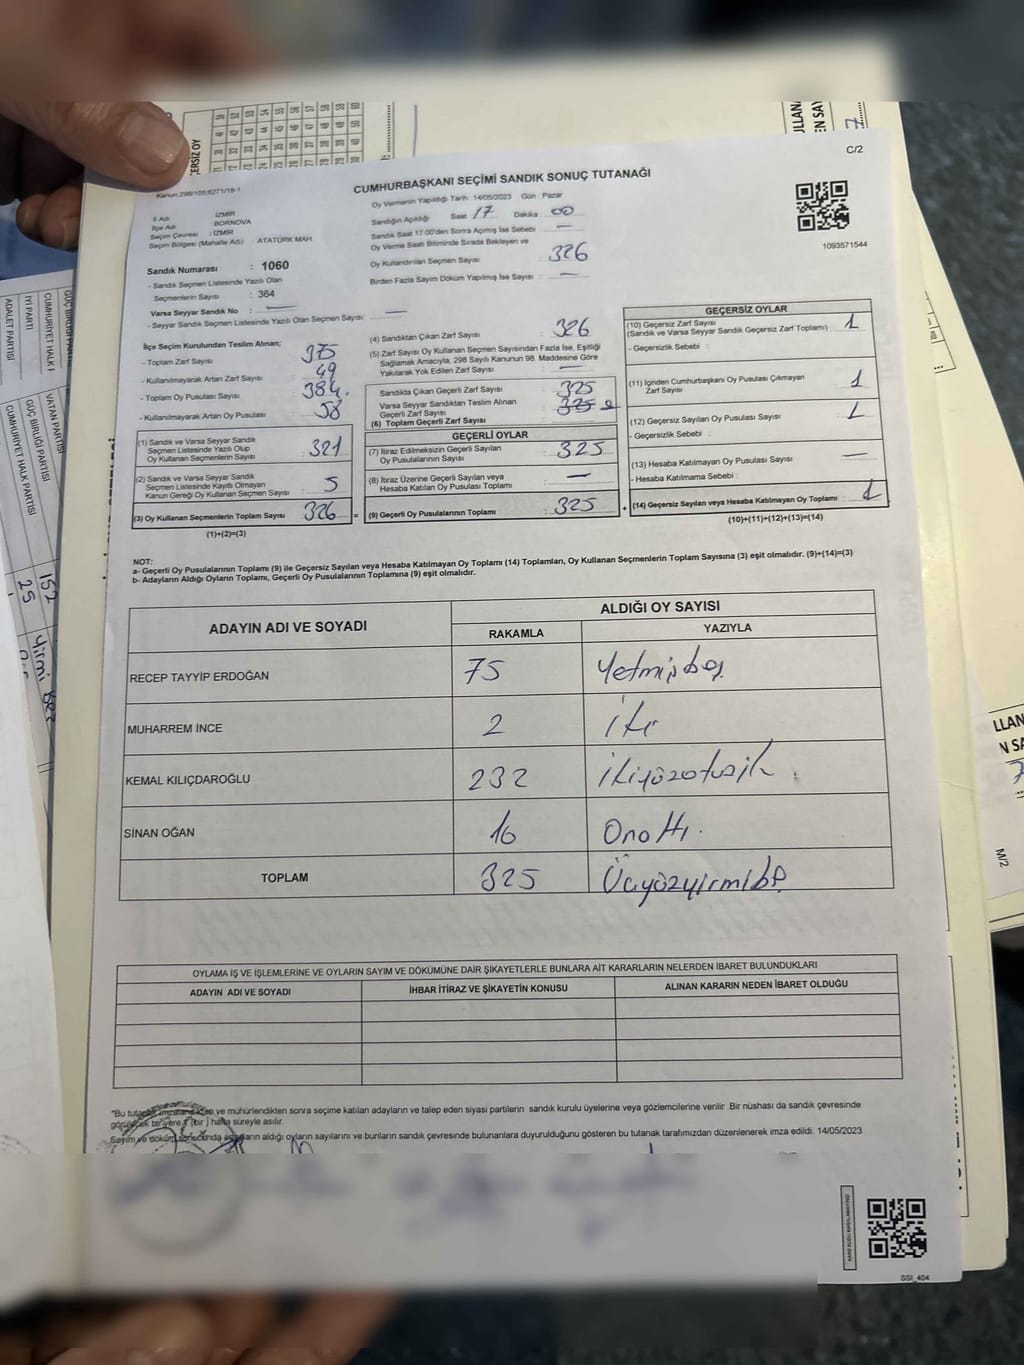 C/2
CUMHURBAŞKANI SEÇİMİ SANDIK SONUÇ TUTANAĞI
Kanun:298/105:6271/18-1
Oy Vermenin Yapıldığı Tarih 14/05/2023 Gün Pazar
İl Adı : İZMİR
İlçe Adı : BORNOVA
Seçim Çevresi : İZMİR
Seçim Bölgesi (Mahalle Adı) : ATATÜRK MAH.
Sandığın Açıldığı Saat 17 Dakika 00
Sandık Saat 17:00'den Sonra Açılmış İse Sebebi : —
Oy Verme Saati Bitiminde Sırada Bekleyen ve
Oy Kullandırılan Seçmen Sayısı : 326
Birden Fazla Sayım Döküm Yapılmış İse Sayısı : —
1093571544
Sandık Numarası : 1060
- Sandık Seçmen Listesinde Yazılı Olan
Seçmenlerin Sayısı : 364
Varsa Seyyar Sandık No : —
- Seyyar Sandık Seçmen Listesinde Yazılı Olan Seçmen Sayısı: —
İlçe Seçim Kurulundan Teslim Alınan;
- Toplam Zarf Sayısı : 375
- Kullanılmayarak Artan Zarf Sayısı : 49
- Toplam Oy Pusulası Sayısı : 384.
- Kullanılmayarak Artan Oy Pusulası : 58
(1) Sandık ve Varsa Seyyar Sandık
Seçmen Listesinde Yazılı Olup
Oy Kullanan Seçmenlerin Sayısı : 321
(2) Sandık ve Varsa Seyyar Sandık
Seçmen Listesinde Kayıtlı Olmayan
Kanun Gereği Oy Kullanan Seçmen Sayısı : 5
(3) Oy Kullanan Seçmenlerin Toplam Sayısı 326 =
(1)+(2)=(3)
(4) Sandıktan Çıkan Zarf Sayısı : 326
(5) Zarf Sayısı Oy Kullanan Seçmen Sayısından Fazla İse, Eşitliği
Sağlamak Amacıyla, 298 Sayılı Kanunun 98. Maddesine Göre
Yakılarak Yok Edilen Zarf Sayısı : —
Sandıkta Çıkan Geçerli Zarf Sayısı : 325
Varsa Seyyar Sandıktan Teslim Alınan
Geçerli Zarf Sayısı : 325
(6) Toplam Geçerli Zarf Sayısı
GEÇERLİ OYLAR
(7) İtiraz Edilmeksizin Geçerli Sayılan
Oy Pusulalarının Sayısı : 325
(8) İtiraz Üzerine Geçerli Sayılan veya
Hesaba Katılan Oy Pusulası Toplamı : —
(9) Geçerli Oy Pusulalarının Toplamı : 325 +
GEÇERSİZ OYLAR
(10) Geçersiz Zarf Sayısı
(Sandık ve Varsa Seyyar Sandık Geçersiz Zarf Toplamı) : 1
- Geçersizlik Sebebi :
(11) İçinden Cumhurbaşkanı Oy Pusulası Çıkmayan
Zarf Sayısı : 1
(12) Geçersiz Sayılan Oy Pusulası Sayısı : 1
- Geçersizlik Sebebi :
(13) Hesaba Katılmayan Oy Pusulası Sayısı : —
- Hesaba Katılmama Sebebi :
(14) Geçersiz Sayılan veya Hesaba Katılmayan Oy Toplamı : 1
(10)+(11)+(12)+(13)=(14)
NOT:
a- Geçerli Oy Pusulalarının Toplamı (9) ile Geçersiz Sayılan veya Hesaba Katılmayan Oy Toplamı (14) Toplamları, Oy Kullanan Seçmenlerin Toplam Sayısına (3) eşit olmalıdır. (9)+(14)=(3)
b- Adayların Aldığı Oyların Toplamı, Geçerli Oy Pusulalarının Toplamına (9) eşit olmalıdır.
ADAYIN ADI VE SOYADI
ALDIĞI OY SAYISI
RAKAMLA YAZIYLA
RECEP TAYYİP ERDOĞAN 75 Yetmişbeş
MUHARREM İNCE 2 İki
KEMAL KILIÇDAROĞLU 232 İkiyüzotuziki
SİNAN OĞAN 16 Onaltı.
TOPLAM 325 Üçyüzyirmibeş
OYLAMA İŞ VE İŞLEMLERİNE VE OYLARIN SAYIM VE DÖKÜMÜNE DAİR ŞİKAYETLERLE BUNLARA AİT KARARLARIN NELERDEN İBARET BULUNDUKLARI
ADAYIN ADI VE SOYADI İHBAR İTİRAZ VE ŞİKAYETİN KONUSU ALINAN KARARIN NEDEN İBARET OLDUĞU
*Bu ve mühürlendikten sonra seçime katılan adayların ve talep eden siyasi partilerin sandık kurulu üyelerine veya gözlemcilerine verilir. Bir nüshası da sandık çevresinde
bir yere 1 (bir) hafta süreyle asılır.
Sayım ve döküm sonucunda adayların aldığı oyların sayılarını ve bunların sandık çevresinde bulunanlara duyurulduğunu gösteren bu tutanak tarafımızdan düzenlenerek imza edildi. 14/05/2023
SSI_404
ERSİZ OY
ADALET PARTİSİ
İYİ PARTİ
CUMHURİYET HALK
GÜÇ BİRLİĞİ
CUMHURİYET HALK PARTİSİ
GÜÇ BİRLİĞİ PARTİSİ
VATAN PARTİSİ
152
25 Yirmi beş
M/2